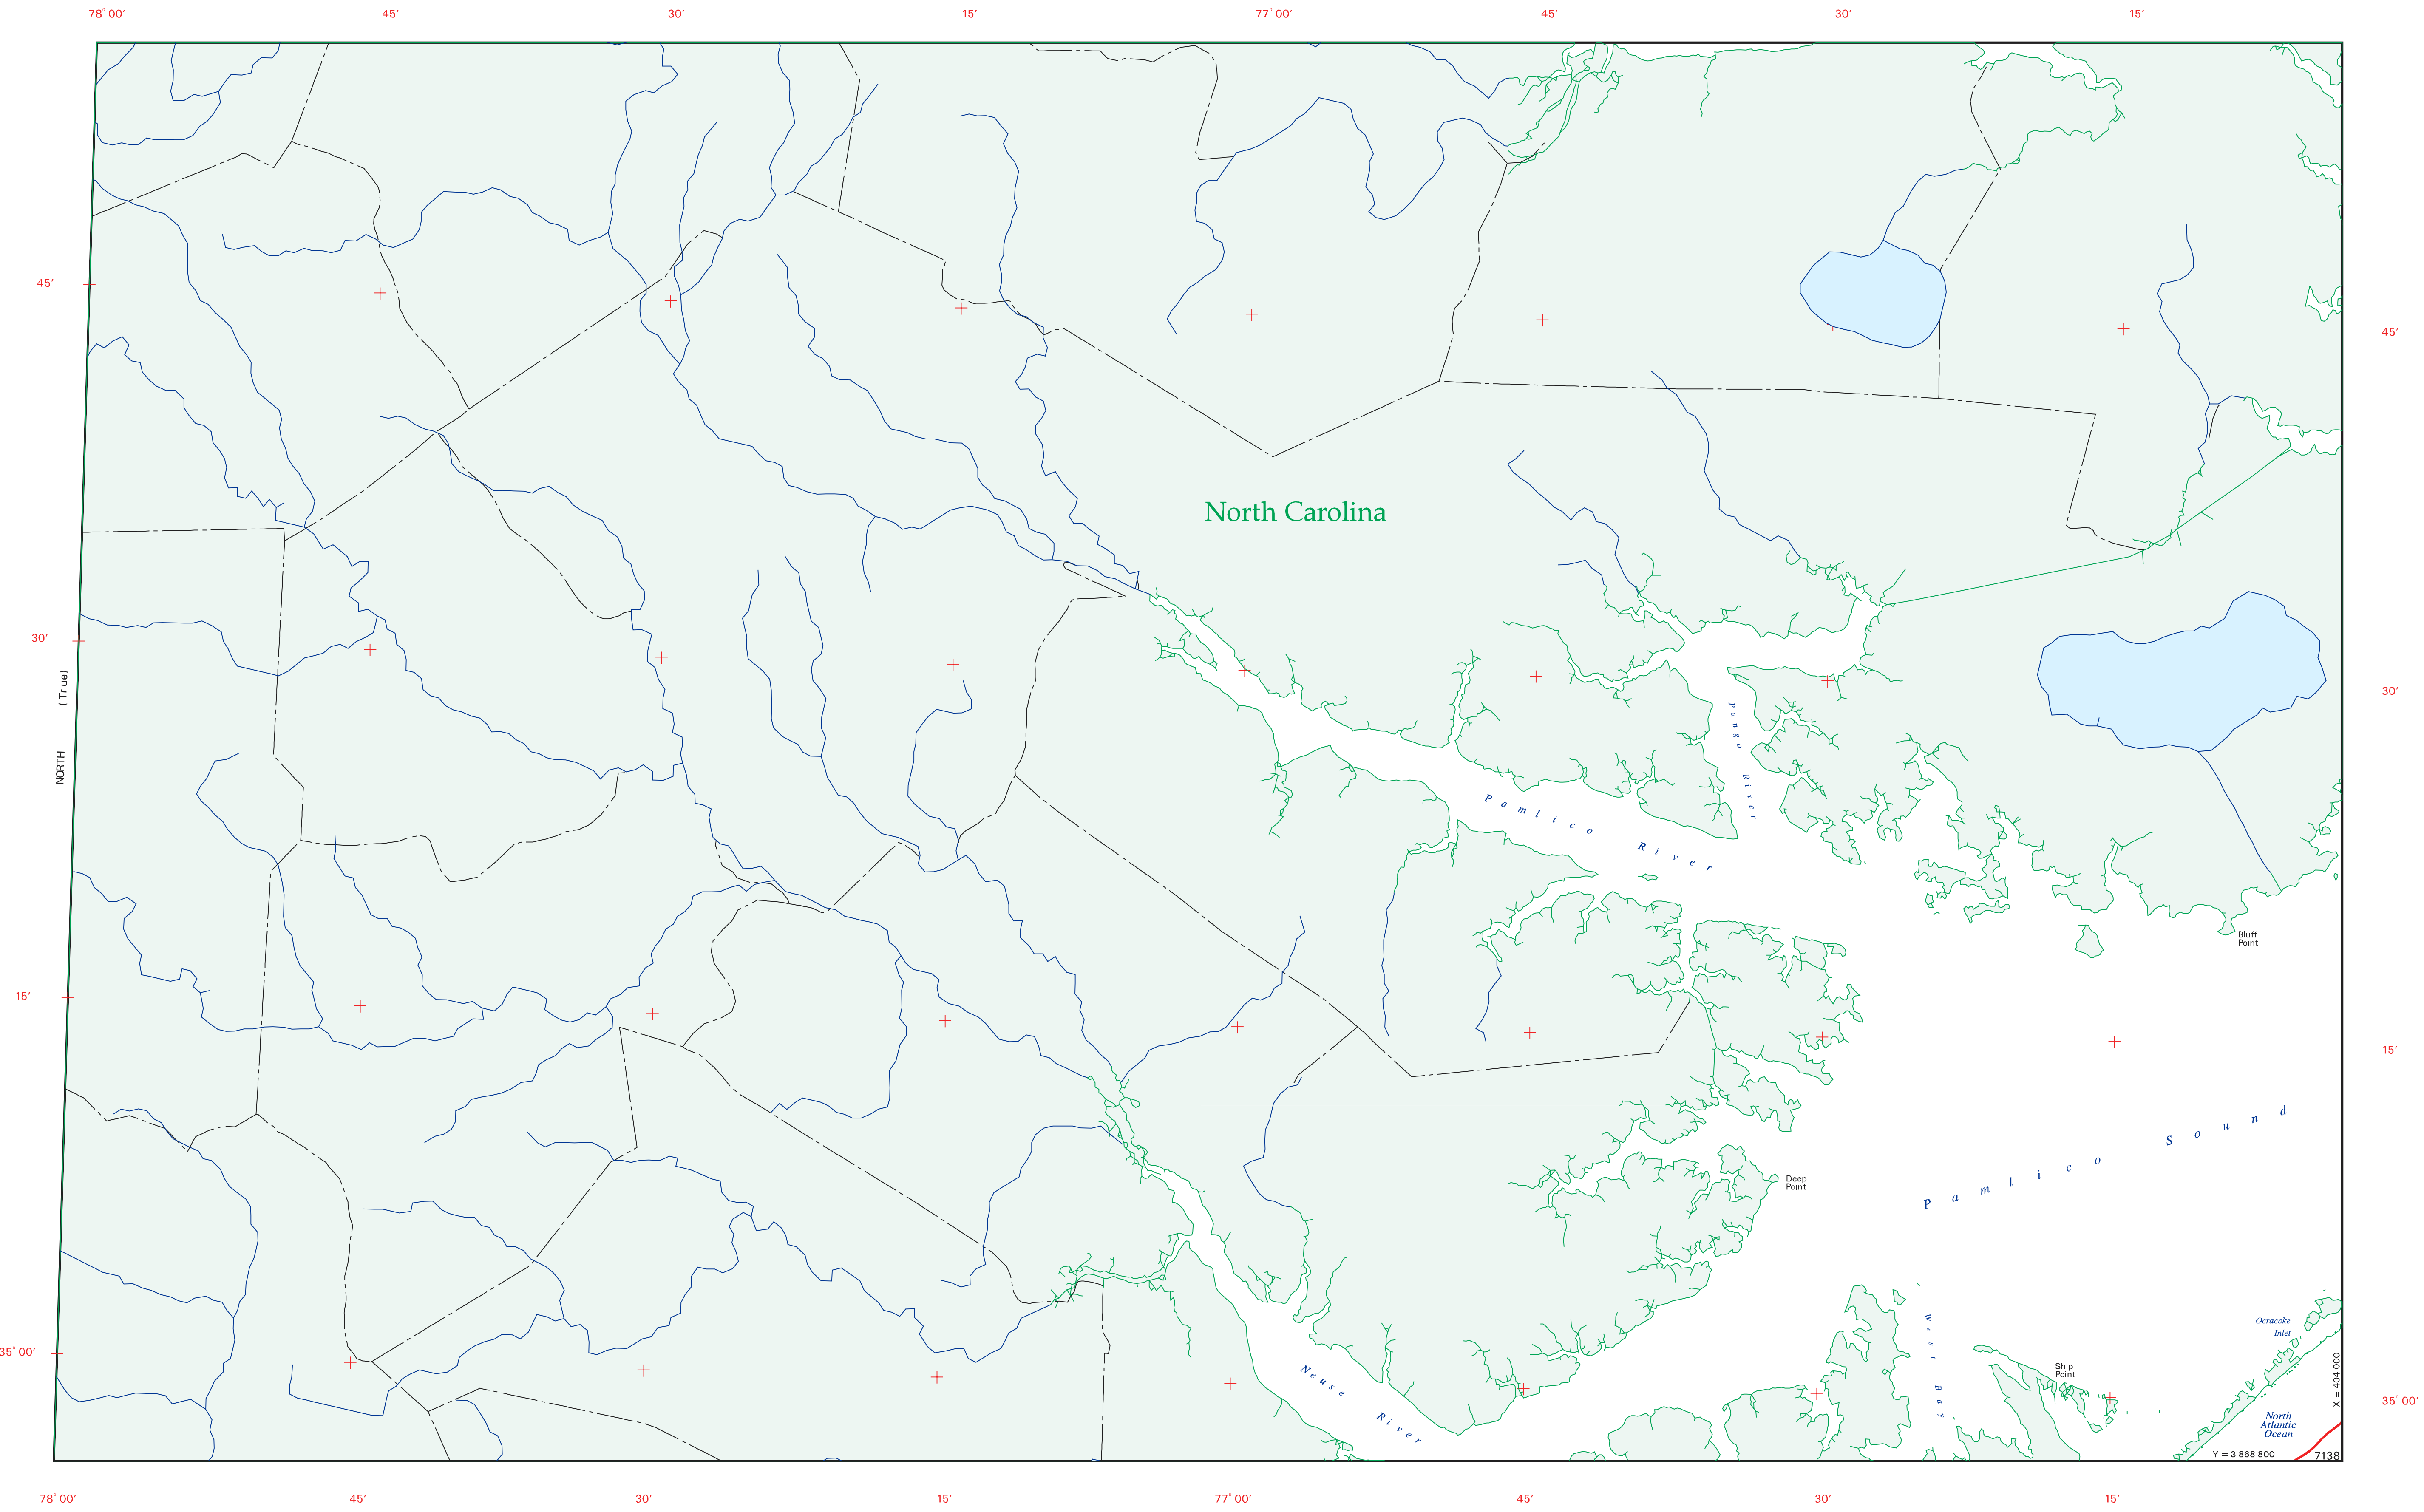 78° 00′ 45′ 30′ 15′ 77° 00′ 45′ 30′ 15′
45′
45′
North Carolina
30′
30′
NORTH (True)
Pungo River
Pamlico River
Bluff
Point
15′
15′
Pamlico Sound
Deep
Point
West Bay
Ocracoke
Inlet
35° 00′
Ship
Point
Neuse River
X = 404 000
35° 00′
North
Atlantic
Ocean
Y = 3 868 800
7138
78° 00′ 45′ 30′ 15′ 77° 00′ 45′ 30′ 15′